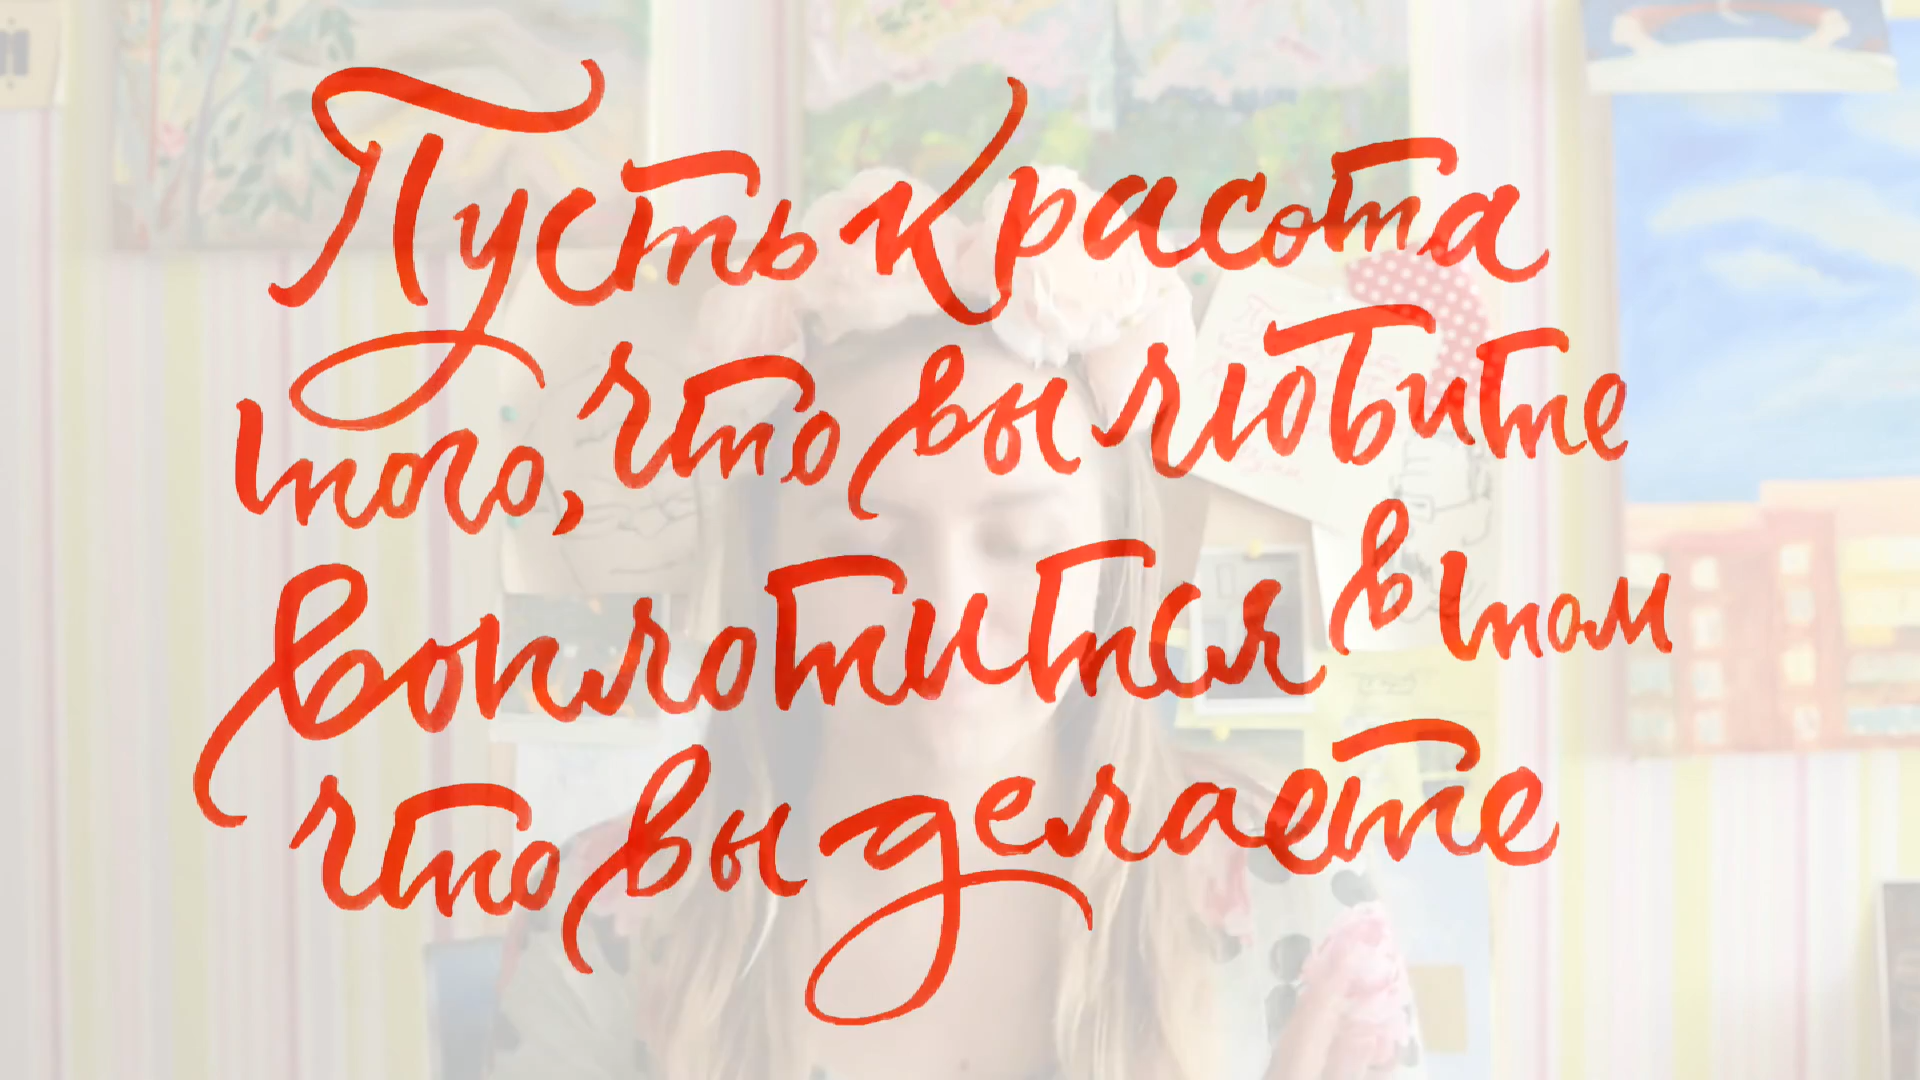 Пусть красота
того, что вы любите
воплотится в том
что вы делаете